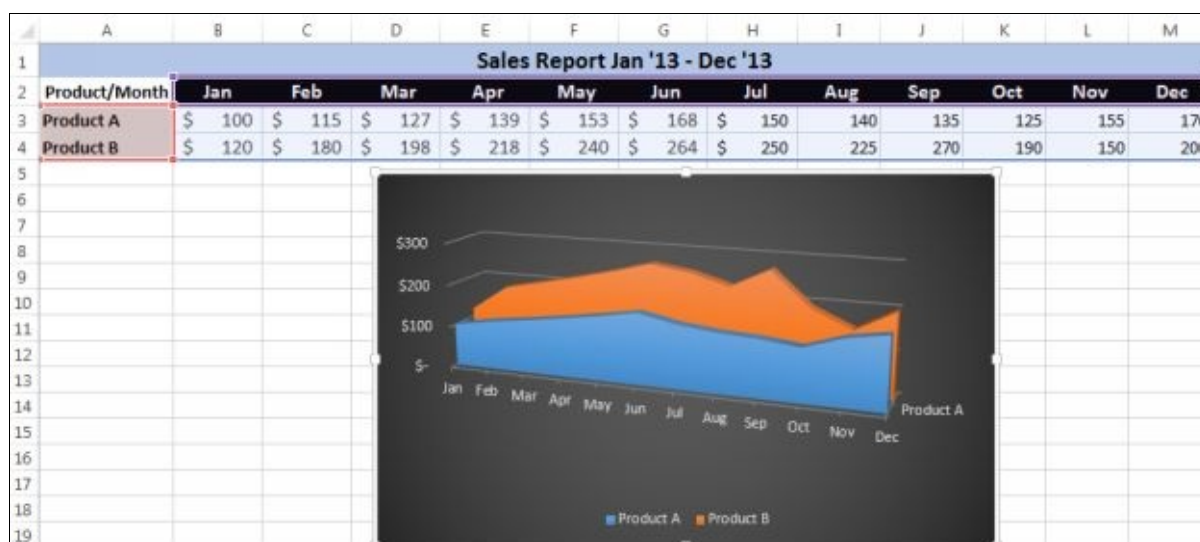 A B C D E F G H I J K L M
1 Sales Report Jan '13 - Dec '13
2 Product/Month Jan Feb Mar Apr May Jun Jul Aug Sep Oct Nov Dec
3 Product A $ 100 $ 115 $ 127 $ 139 $ 153 $ 168 $ 150 140 135 125 155
4 Product B $ 120 $ 180 $ 198 $ 218 $ 240 $ 264 $ 250 225 270 190 150
5
6
7
8
9
10
11
12
13
14
15
16
17
18
19
$300
$200
$100
$-
Jan Feb Mar Apr May Jun Jul Aug Sep Oct Nov Dec
Product A
Product A Product B